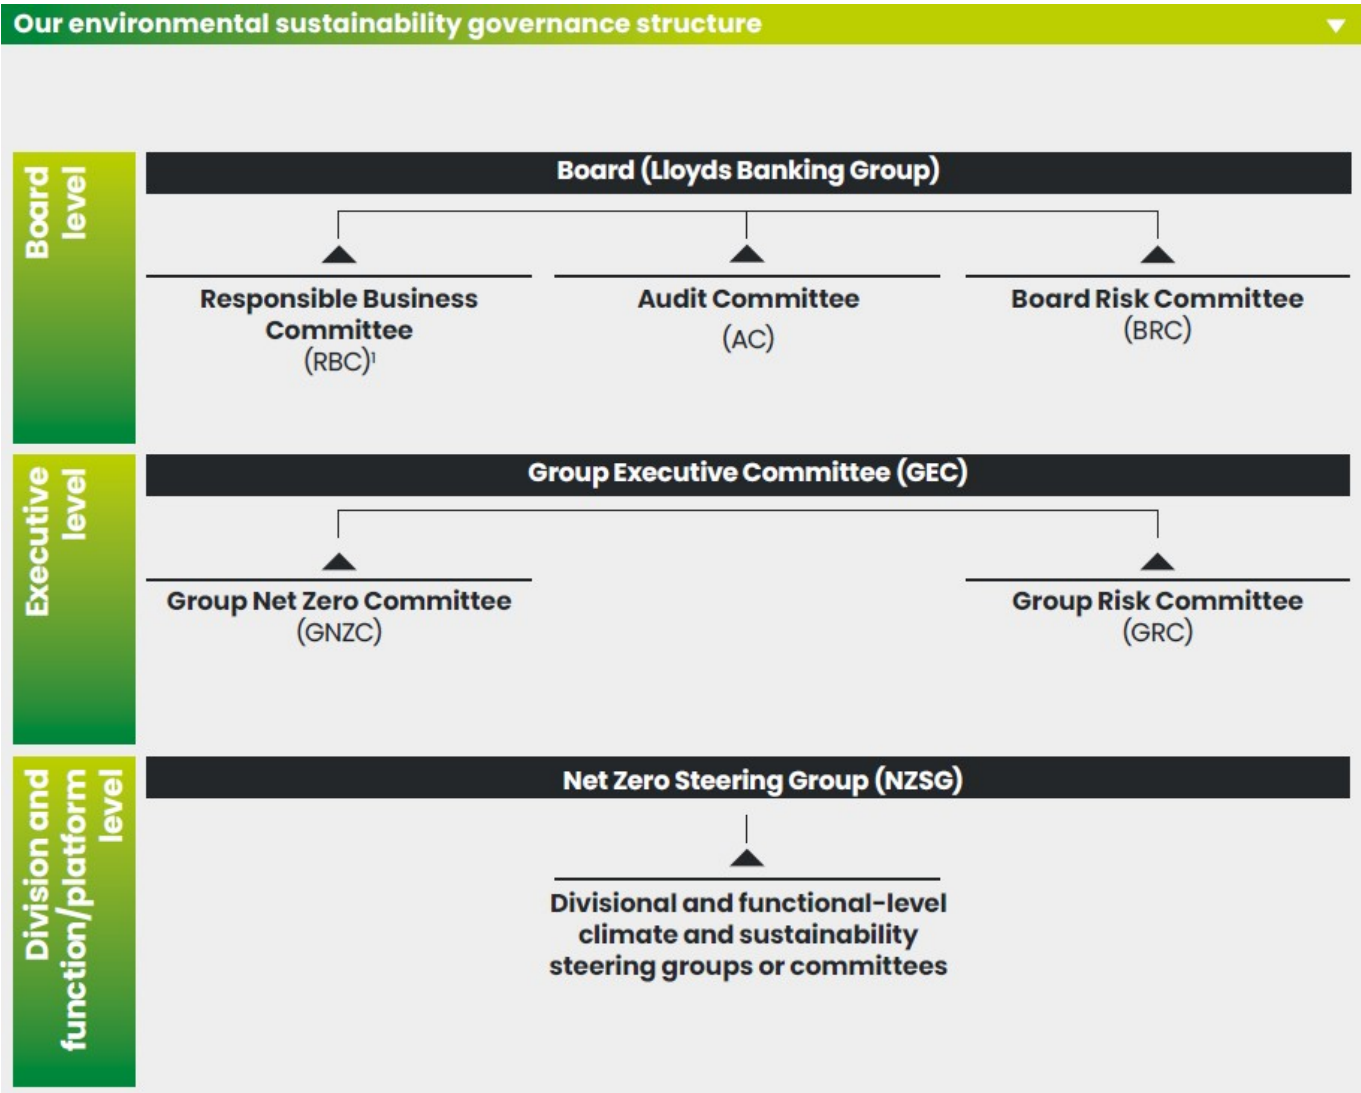 Our environmental sustainability governance structure
Board
level
Board (Lloyds Banking Group)
Responsible Business
Committee
(RBC)¹
Audit Committee
(AC)
Board Risk Committee
(BRC)
Executive
level
Group Executive Committee (GEC)
Group Net Zero Committee
(GNZC)
Group Risk Committee
(GRC)
Division and
function/platform
level
Net Zero Steering Group (NZSG)
Divisional and functional-level
climate and sustainability
steering groups or committees